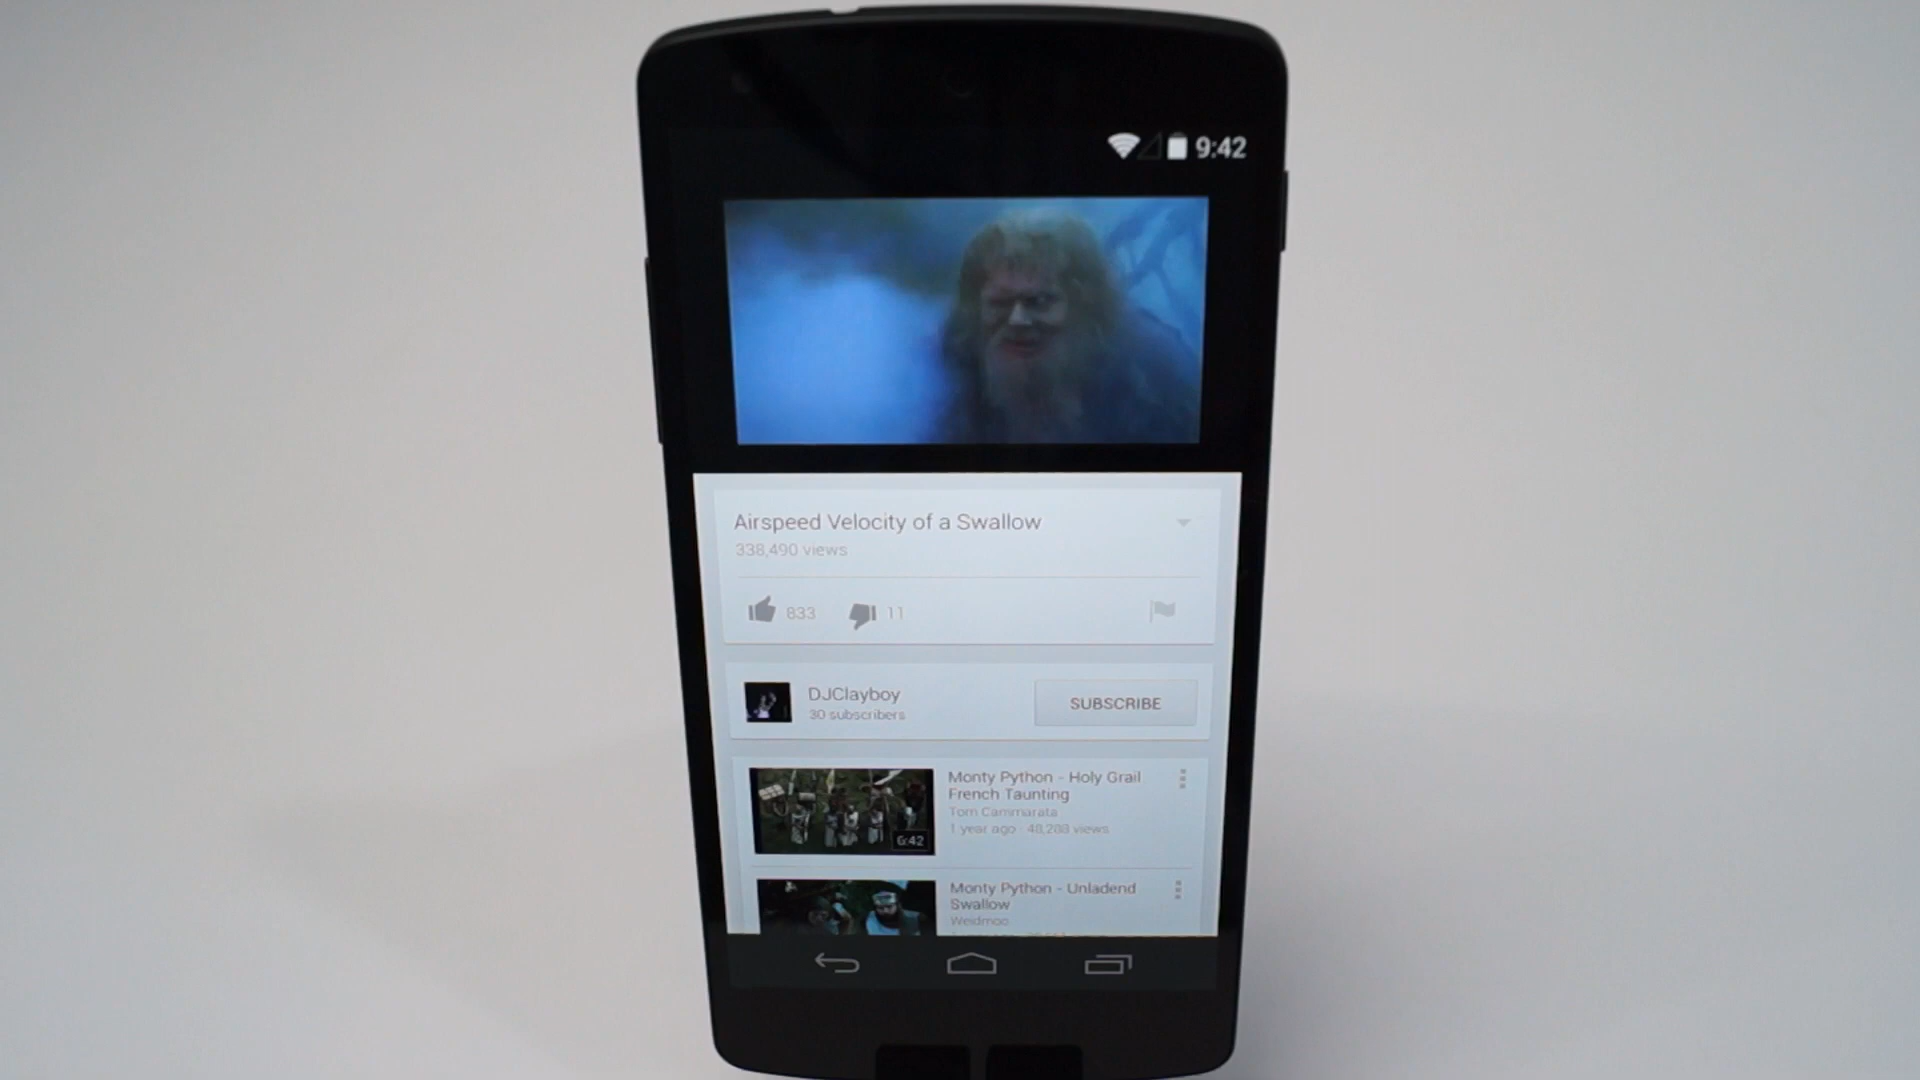 9:42
Airspeed Velocity of a Swallow
338,490 views
833
11
DJClayboy
30 subscribers
SUBSCRIBE
Monty Python - Holy Grail
French Taunting
Tom Cammarata
1 year ago · 48,288 views
6:42
Monty Python - Unladend
Swallow
Weidmoo